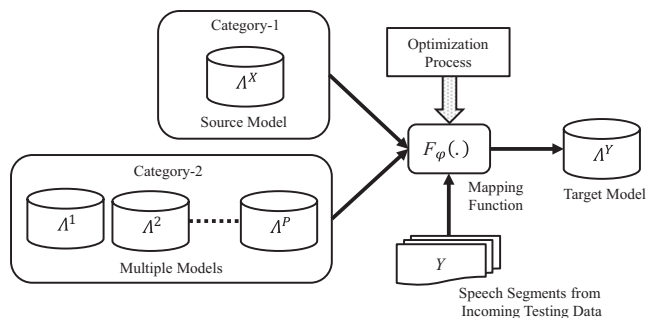 Category-1
Λ^X
Source Model
Category-2
Λ^1 Λ^2 Λ^P
Multiple Models
Optimization
Process
F_φ(.)
Mapping
Function
Λ^Y
Target Model
Y
Speech Segments from
Incoming Testing Data